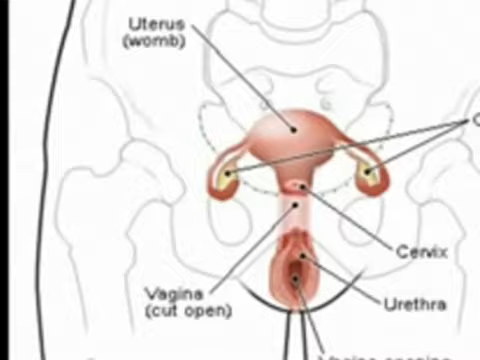 Uterus
(womb)
Cervix
Vagina
(cut open)
Urethra